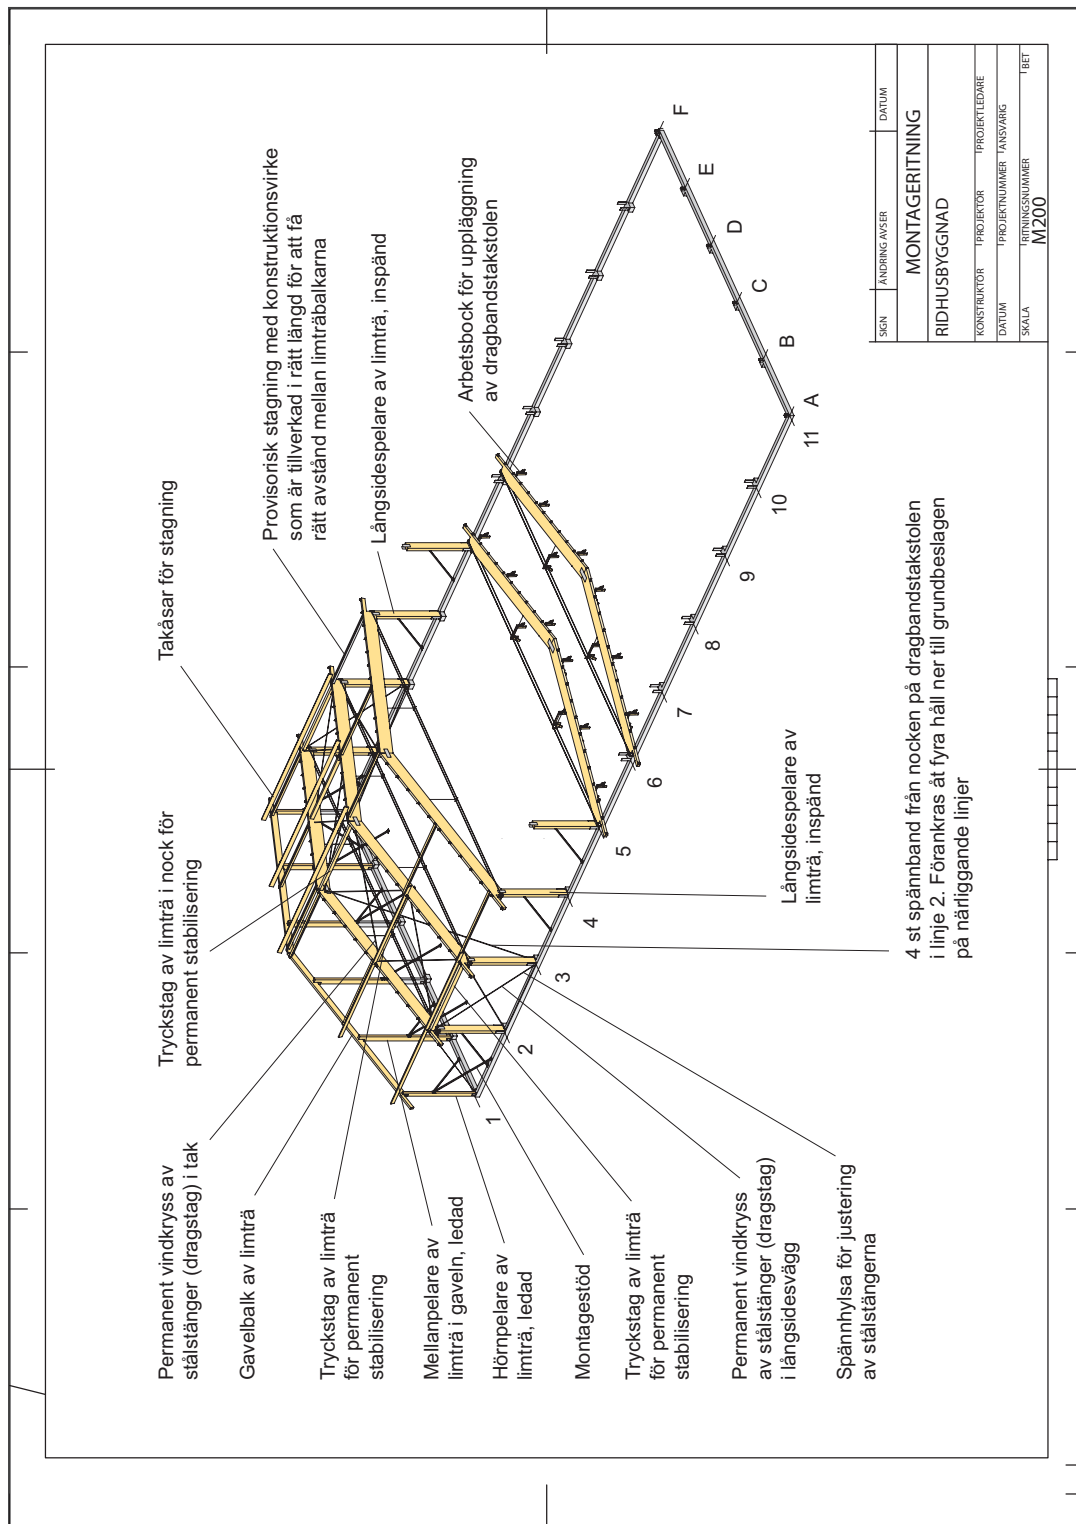 Takåsar för stagning
Provisorisk stagning med konstruktionsvirke
som är tillverkad i rätt längd för att få
rätt avstånd mellan limträbalkarna
Långsidespelare av limträ, inspänd
Arbetsbock för uppläggning
av dragbandstakstolen
Tryckstag av limträ i nock för
permanent stabilisering
Permanent vindkryss av
stålstänger (dragstag) i tak
Gavelbalk av limträ
Tryckstag av limträ
för permanent
stabilisering
Mellanpelare av
limträ i gaveln, ledad
Hörnpelare av
limträ, ledad
Montagestöd
Tryckstag av limträ
för permanent
stabilisering
Permanent vindkryss
av stålstänger (dragstag)
i långsidesvägg
Spännhylsa för justering
av stålstängerna
Långsidespelare av
limträ, inspänd
4 st spännband från nocken på dragbandstakstolen
i linje 2. Förankras åt fyra håll ner till grundbeslagen
på närliggande linjer
1
2
3
4
5
6
7
8
9
10
11
A
B
C
D
E
F
SIGN ÄNDRING AVSER DATUM
MONTAGERITNING
RIDHUSBYGGNAD
KONSTRUKTÖR PROJEKTÖR PROJEKTLEDARE
DATUM PROJEKTNUMMER ANSVARIG
SKALA RITNINGSNUMMER BET
M200